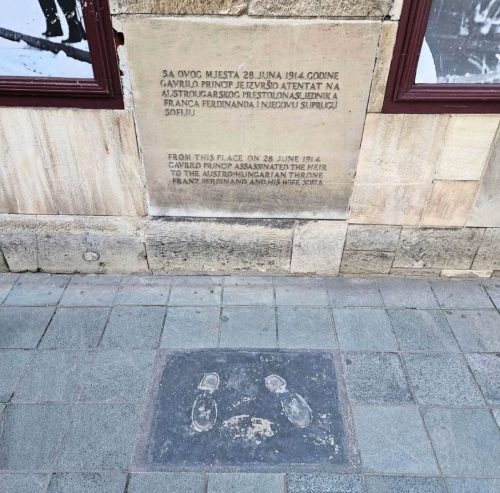 SA OVOG MJESTA 28. JUNA 1914. GODINE
GAVRILO PRINCIP JE IZVRŠIO ATENTAT NA
AUSTROUGARSKOG PRESTOLONASLJEDNIKA
FRANCA FERDINANDA I NJEGOVU SUPRUGU
SOFIJU
FROM THIS PLACE ON 28 JUNE 1914
GAVRILO PRINCIP ASSASSINATED THE HEIR
TO THE AUSTRO-HUNGARIAN THRONE
FRANZ FERDINAND AND HIS WIFE SOFIA